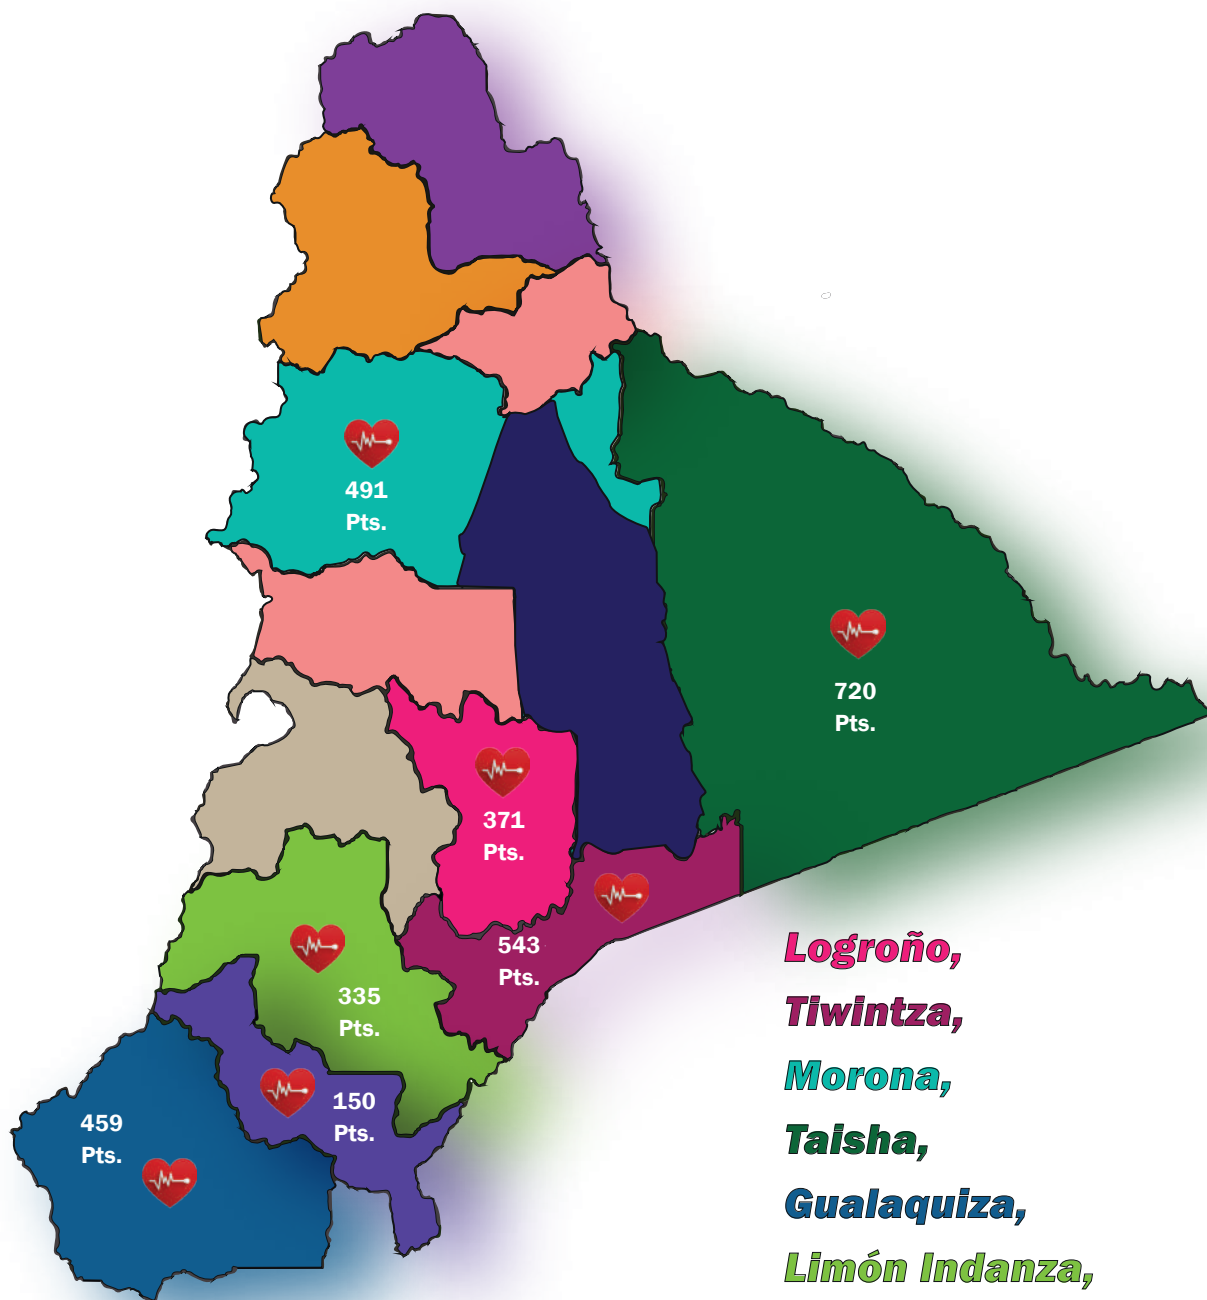 491
Pts.
720
Pts.
371
Pts.
543
Pts.
335
Pts.
150
Pts.
459
Pts.
Logroño,
Tiwintza,
Morona,
Taisha,
Gualaquiza,
Limón Indanza,